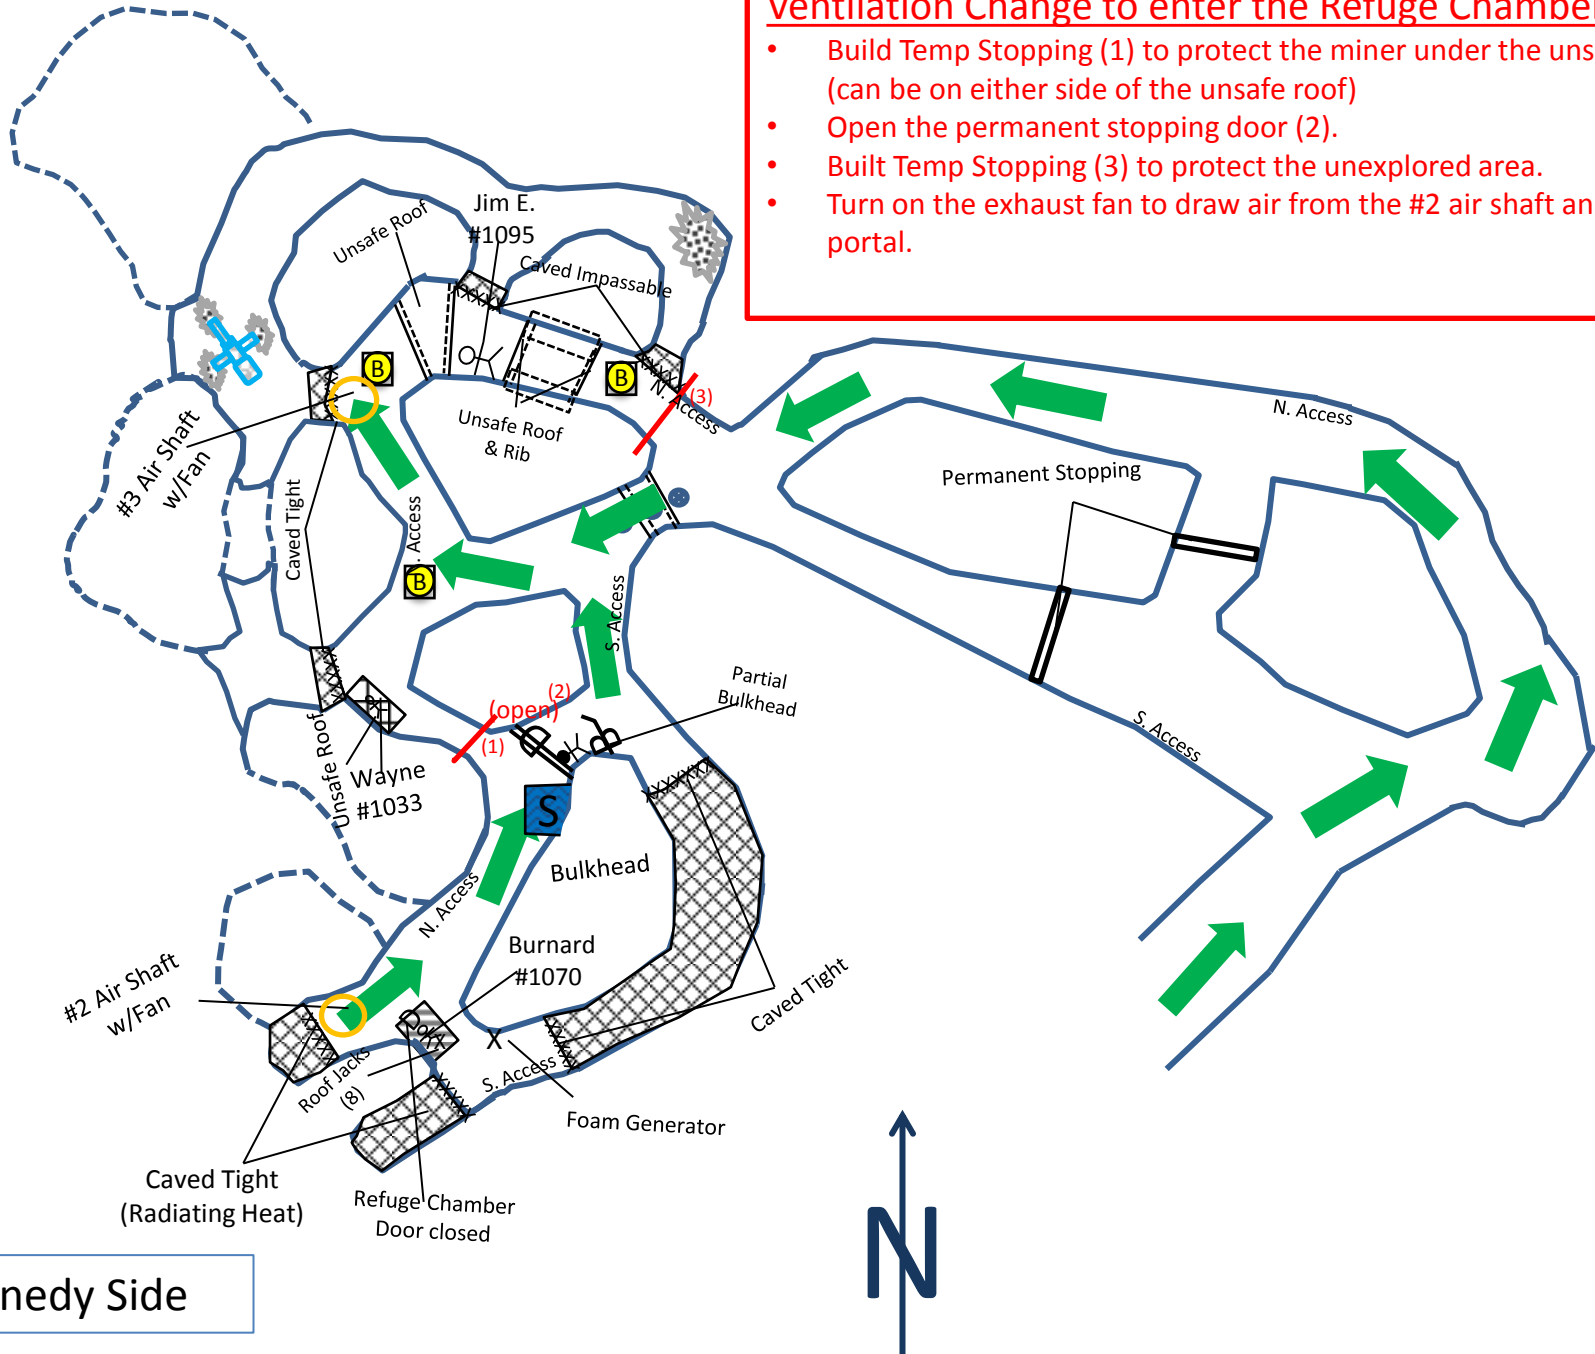 Ventilation Change to enter the Refuge Chamber
• Build Temp Stopping (1) to protect the miner under the uns
(can be on either side of the unsafe roof)
• Open the permanent stopping door (2).
• Built Temp Stopping (3) to protect the unexplored area.
• Turn on the exhaust fan to draw air from the #2 air shaft an
portal.
Jim E.
#1095
Unsafe Roof
Caved Impassable
B
B
N. Access
(3)
Unsafe Roof
& Rib
N. Access
Permanent Stopping
#3 Air Shaft
w/Fan
Caved Tight
. Access
B
S. Access
Partial
Bulkhead
(2)
(open)
(1)
S. Access
Unsafe Roof
Wayne
#1033
S
Bulkhead
N. Access
Burnard
#1070
#2 Air Shaft
w/Fan
Caved Tight
X
Roof Jacks
(8)
S. Access
Foam Generator
Caved Tight
(Radiating Heat)
Refuge Chamber
Door closed
N
nedy Side